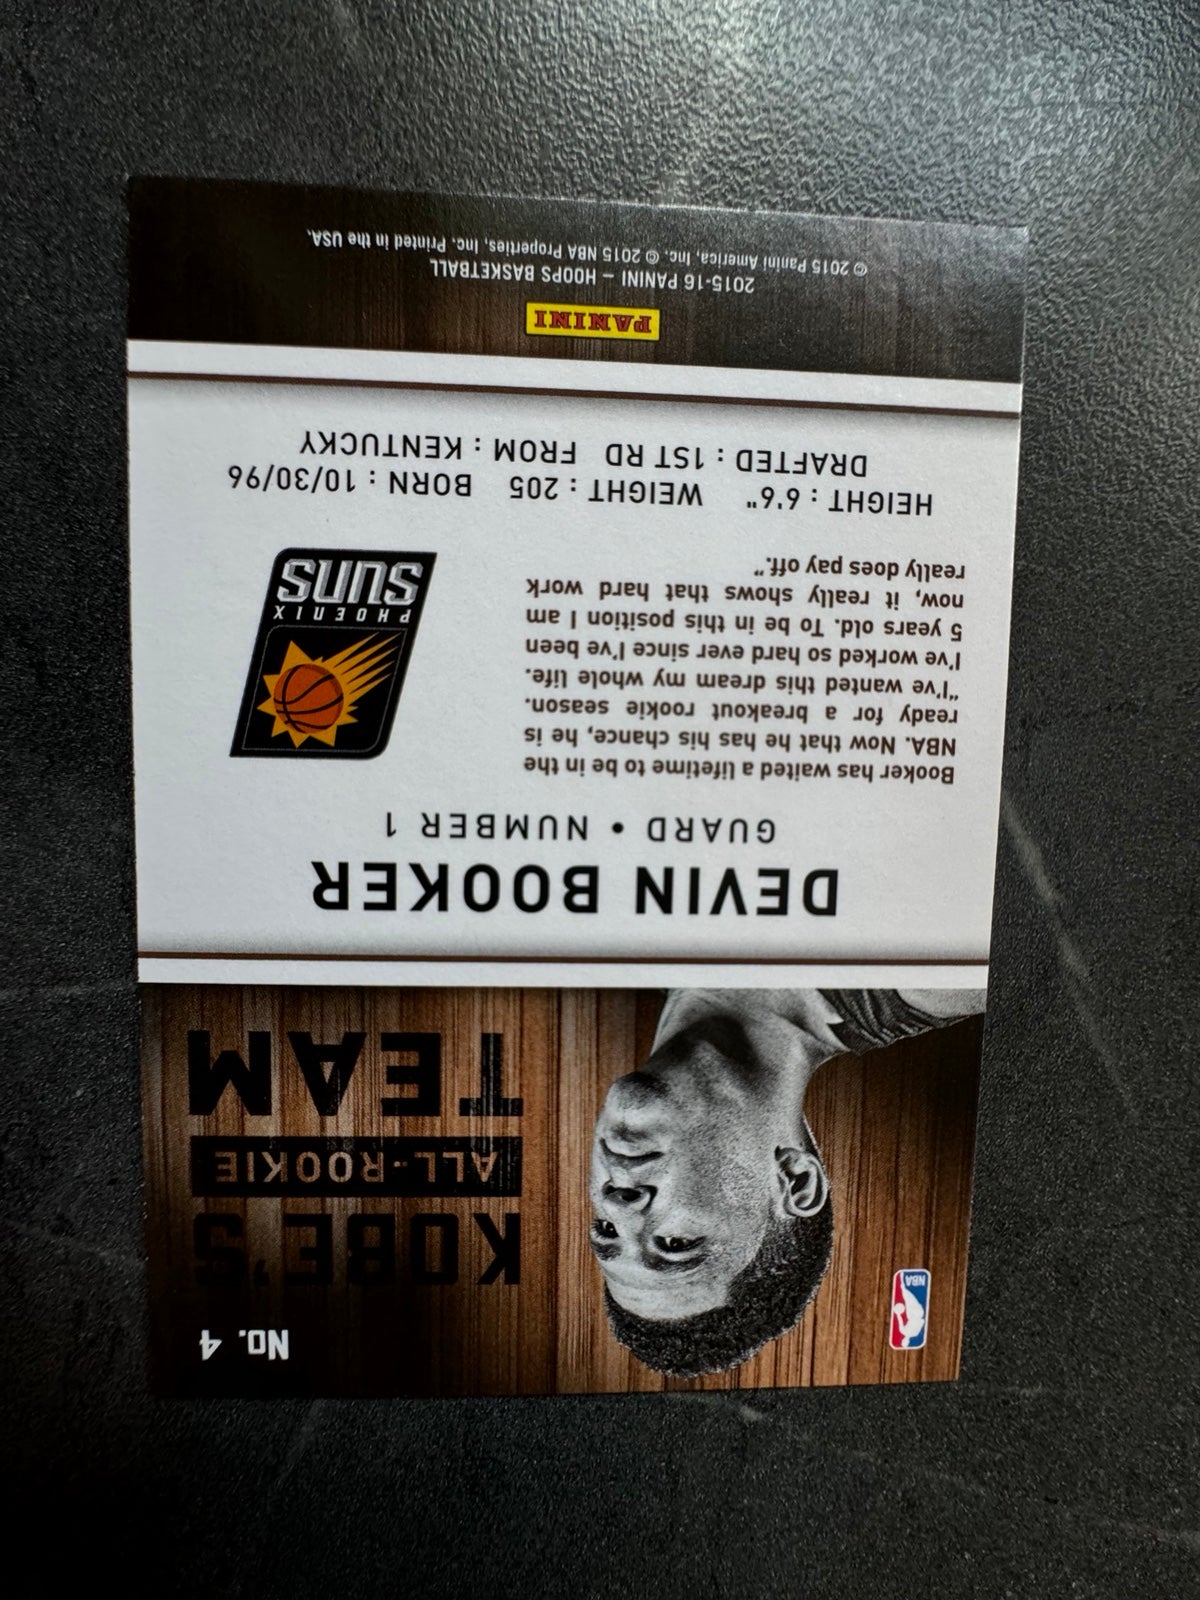 No. 4
NBA
KOBE'S
ALL-ROOKIE
TEAM
DEVIN BOOKER
GUARD • NUMBER 1
Booker has waited a lifetime to be in the
NBA. Now that he has his chance, he is
ready for a breakout rookie season.
"I've wanted this dream my whole life.
I've worked so hard ever since I've been
5 years old. To be in this position I am
now, it really shows that hard work
really does pay off."
PHOENIX
SUNS
HEIGHT : 6'6" WEIGHT : 205 BORN : 10/30/96
DRAFTED : 1ST RD FROM : KENTUCKY
PANINI
2015-16 PANINI – HOOPS BASKETBALL
© 2015 Panini America, Inc. © 2015 NBA Properties, Inc. Printed in the USA.